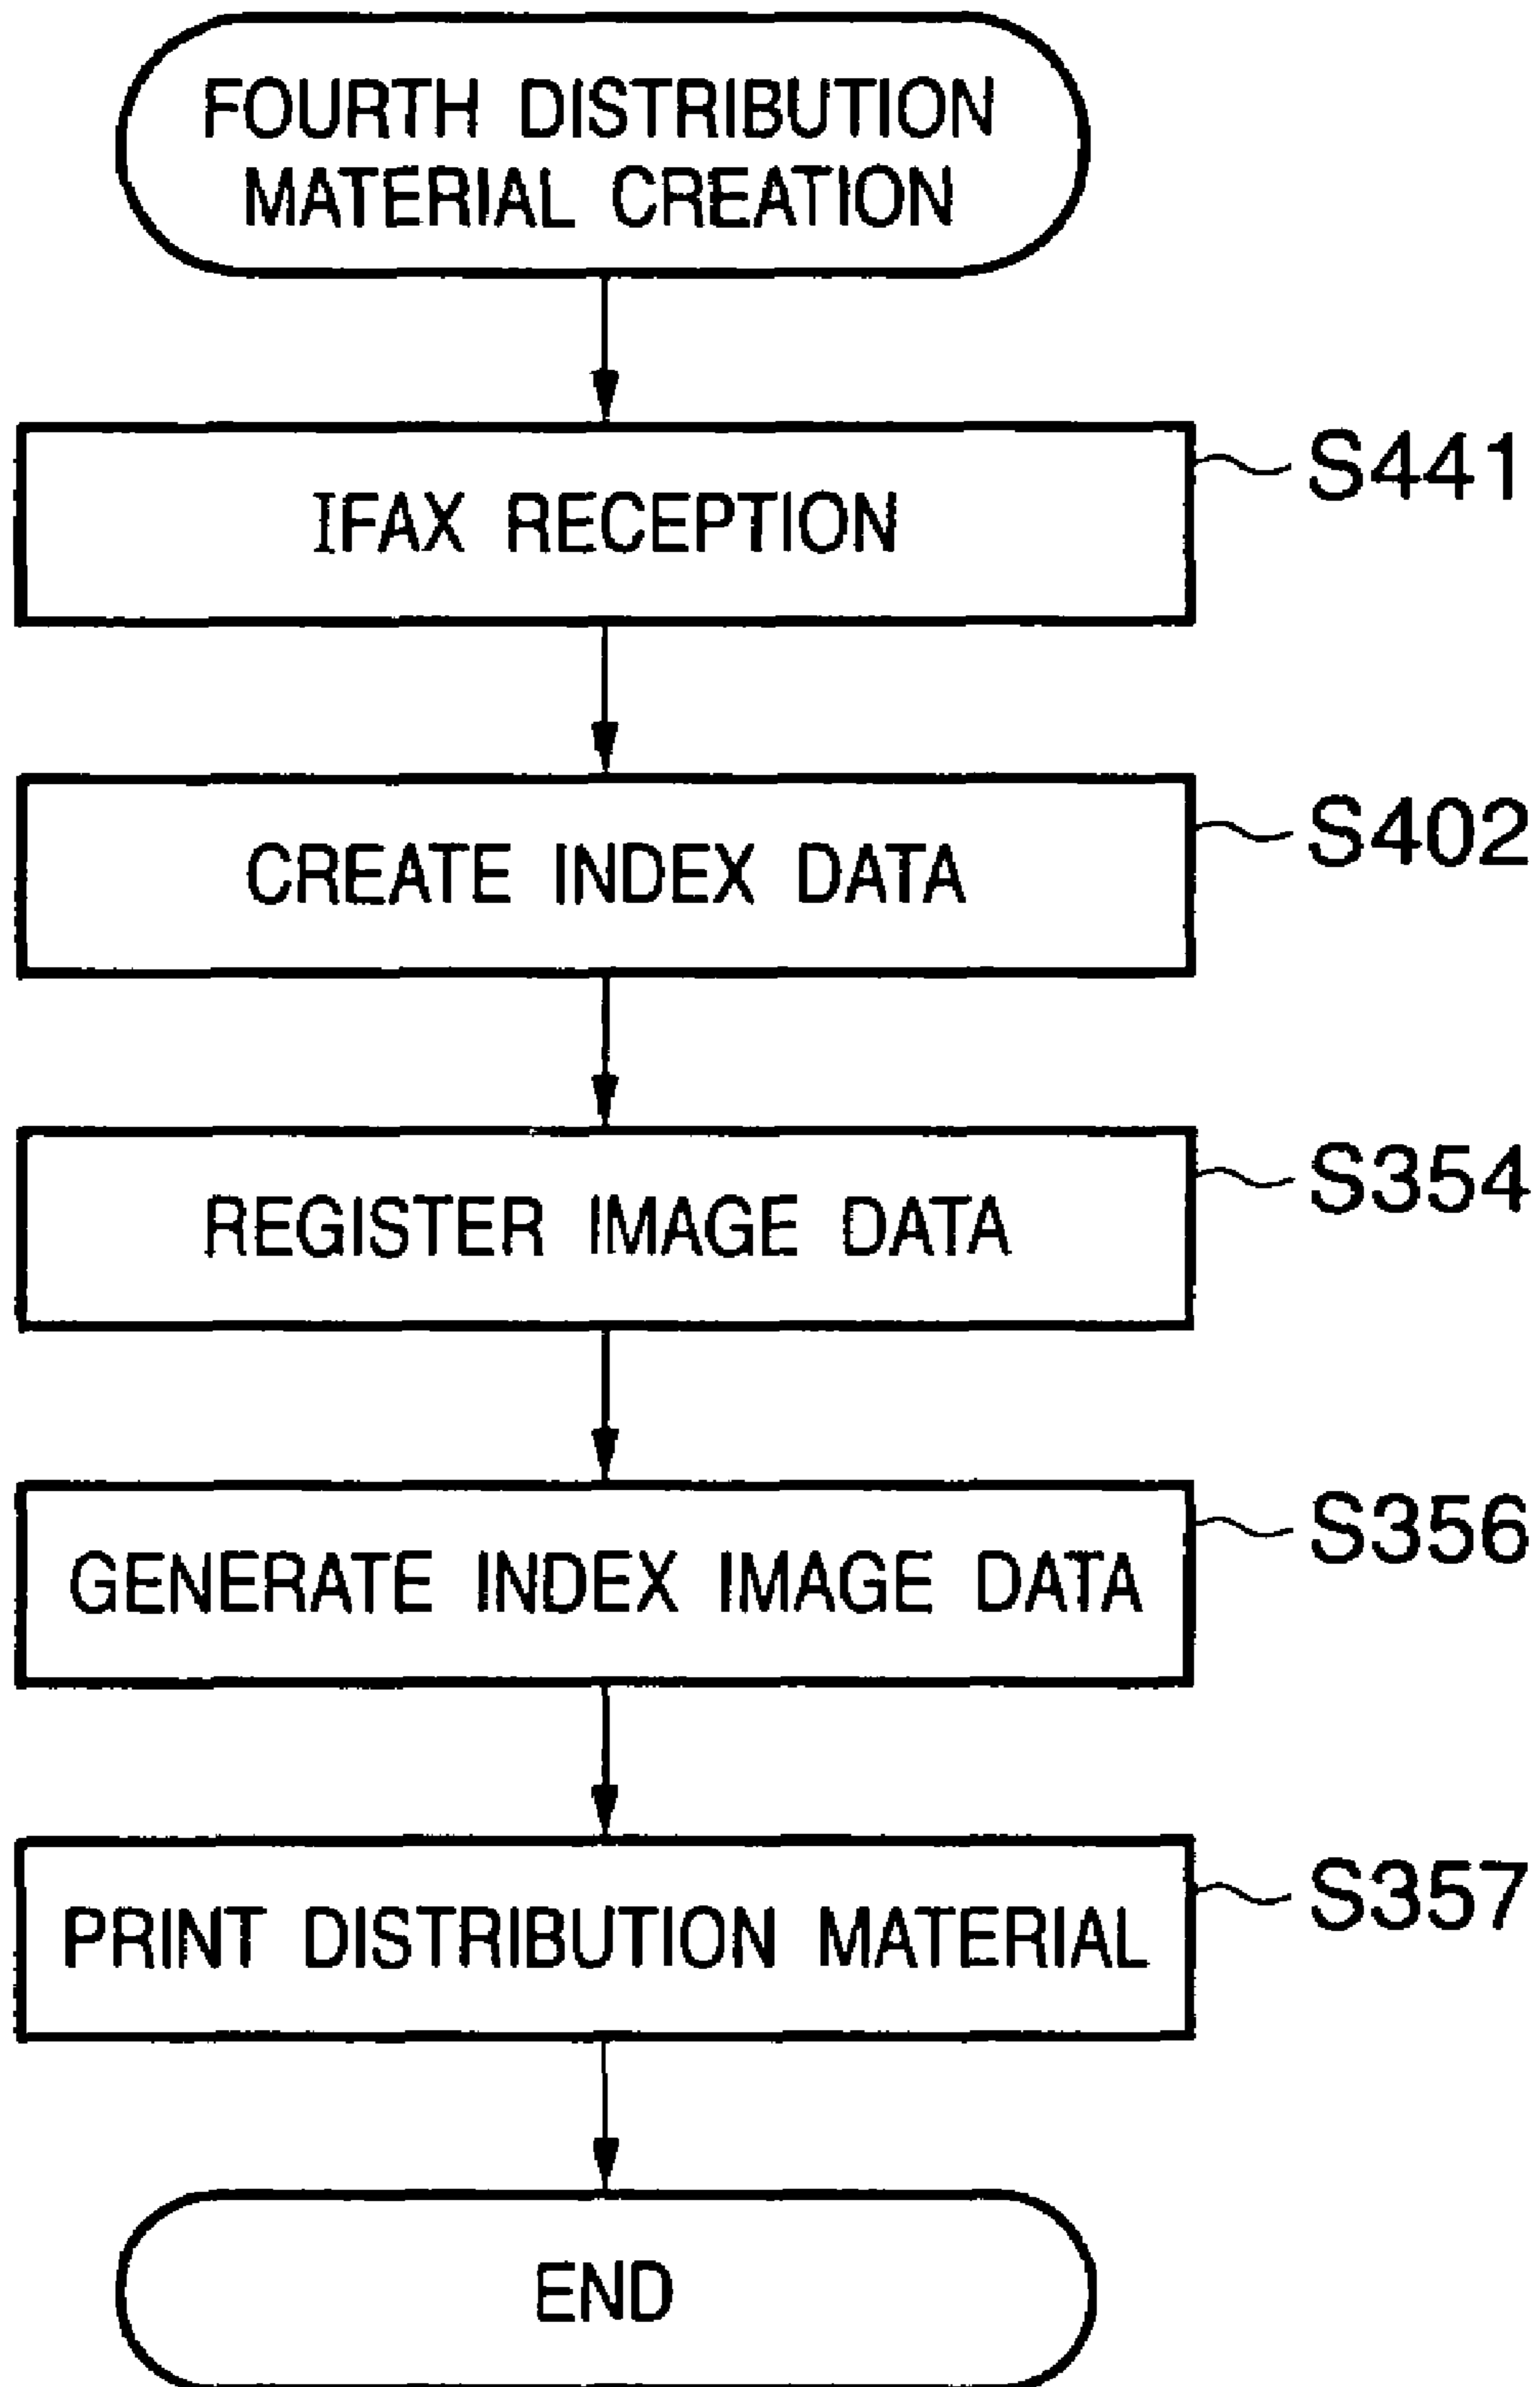 FOURTH DISTRIBUTION
MATERIAL CREATION
IFAX RECEPTION
S441
CREATE INDEX DATA
S402
REGISTER IMAGE DATA
S354
GENERATE INDEX IMAGE DATA
S356
PRINT DISTRIBUTION MATERIAL
S357
END